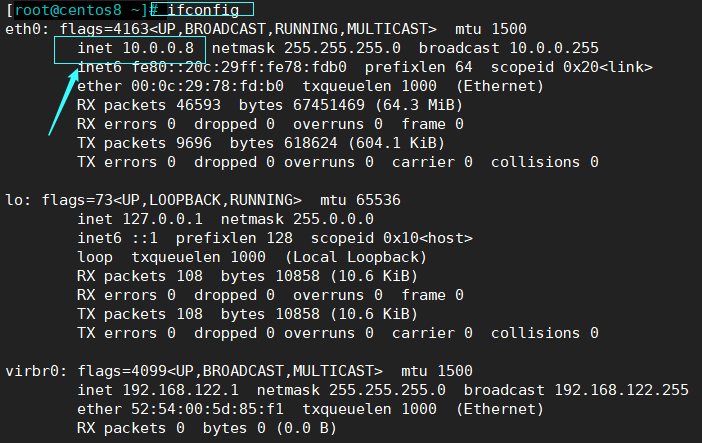 [root@centos8 ~]# ifconfig
eth0: flags=4163<UP,BROADCAST,RUNNING,MULTICAST>  mtu 1500
        inet 10.0.0.8  netmask 255.255.255.0  broadcast 10.0.0.255
        inet6 fe80::20c:29ff:fe78:fdb0  prefixlen 64  scopeid 0x20<link>
        ether 00:0c:29:78:fd:b0  txqueuelen 1000  (Ethernet)
        RX packets 46593  bytes 67451469 (64.3 MiB)
        RX errors 0  dropped 0  overruns 0  frame 0
        TX packets 9696  bytes 618624 (604.1 KiB)
        TX errors 0  dropped 0 overruns 0  carrier 0  collisions 0

lo: flags=73<UP,LOOPBACK,RUNNING>  mtu 65536
        inet 127.0.0.1  netmask 255.0.0.0
        inet6 ::1  prefixlen 128  scopeid 0x10<host>
        loop  txqueuelen 1000  (Local Loopback)
        RX packets 108  bytes 10858 (10.6 KiB)
        RX errors 0  dropped 0  overruns 0  frame 0
        TX packets 108  bytes 10858 (10.6 KiB)
        TX errors 0  dropped 0 overruns 0  carrier 0  collisions 0

virbr0: flags=4099<UP,BROADCAST,MULTICAST>  mtu 1500
        inet 192.168.122.1  netmask 255.255.255.0  broadcast 192.168.122.255
        ether 52:54:00:5d:85:f1  txqueuelen 1000  (Ethernet)
        RX packets 0  bytes 0 (0.0 B)